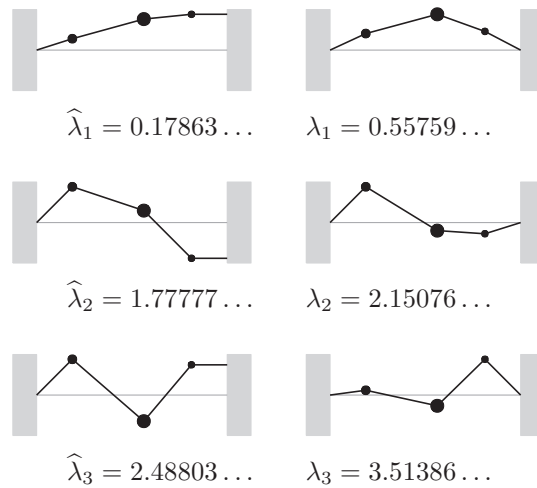 λ̂₁ = 0.17863... λ₁ = 0.55759...
λ̂₂ = 1.77777... λ₂ = 2.15076...
λ̂₃ = 2.48803... λ₃ = 3.51386...